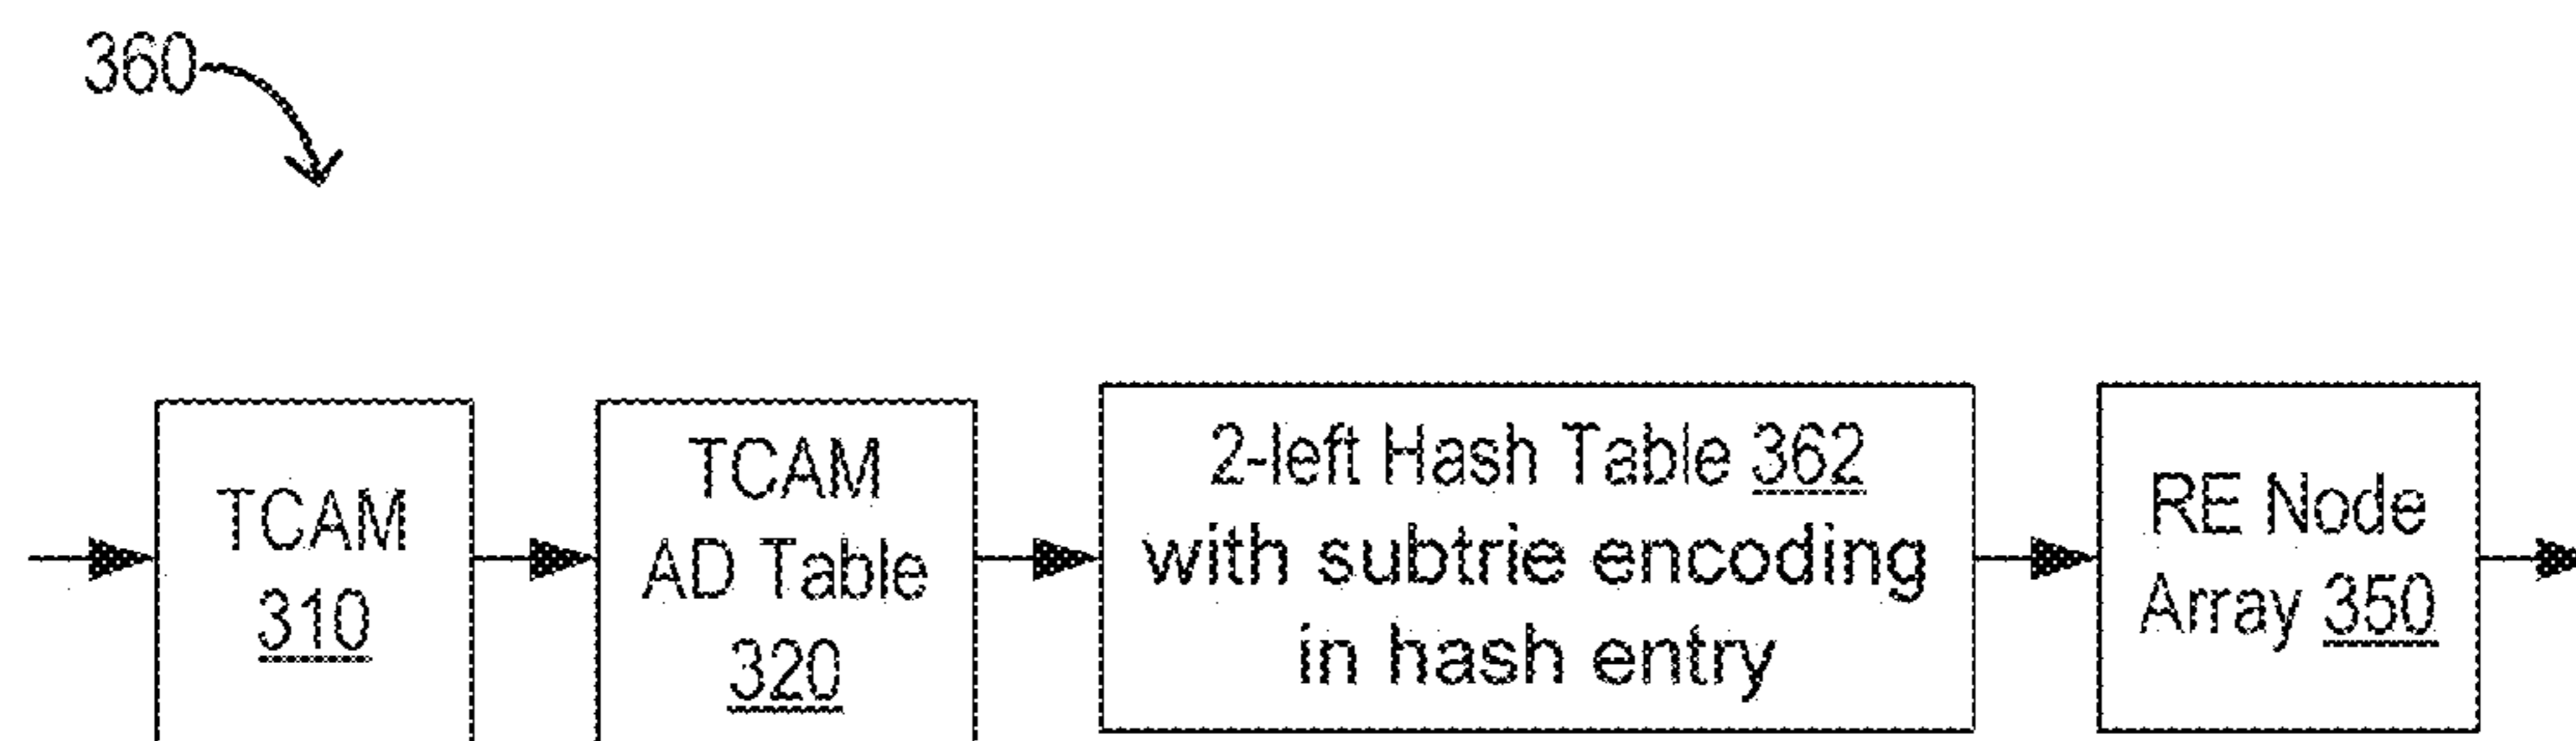 360
TCAM
310
TCAM
AD Table
320
2-left Hash Table 362
with subtrie encoding
in hash entry
RE Node
Array 350